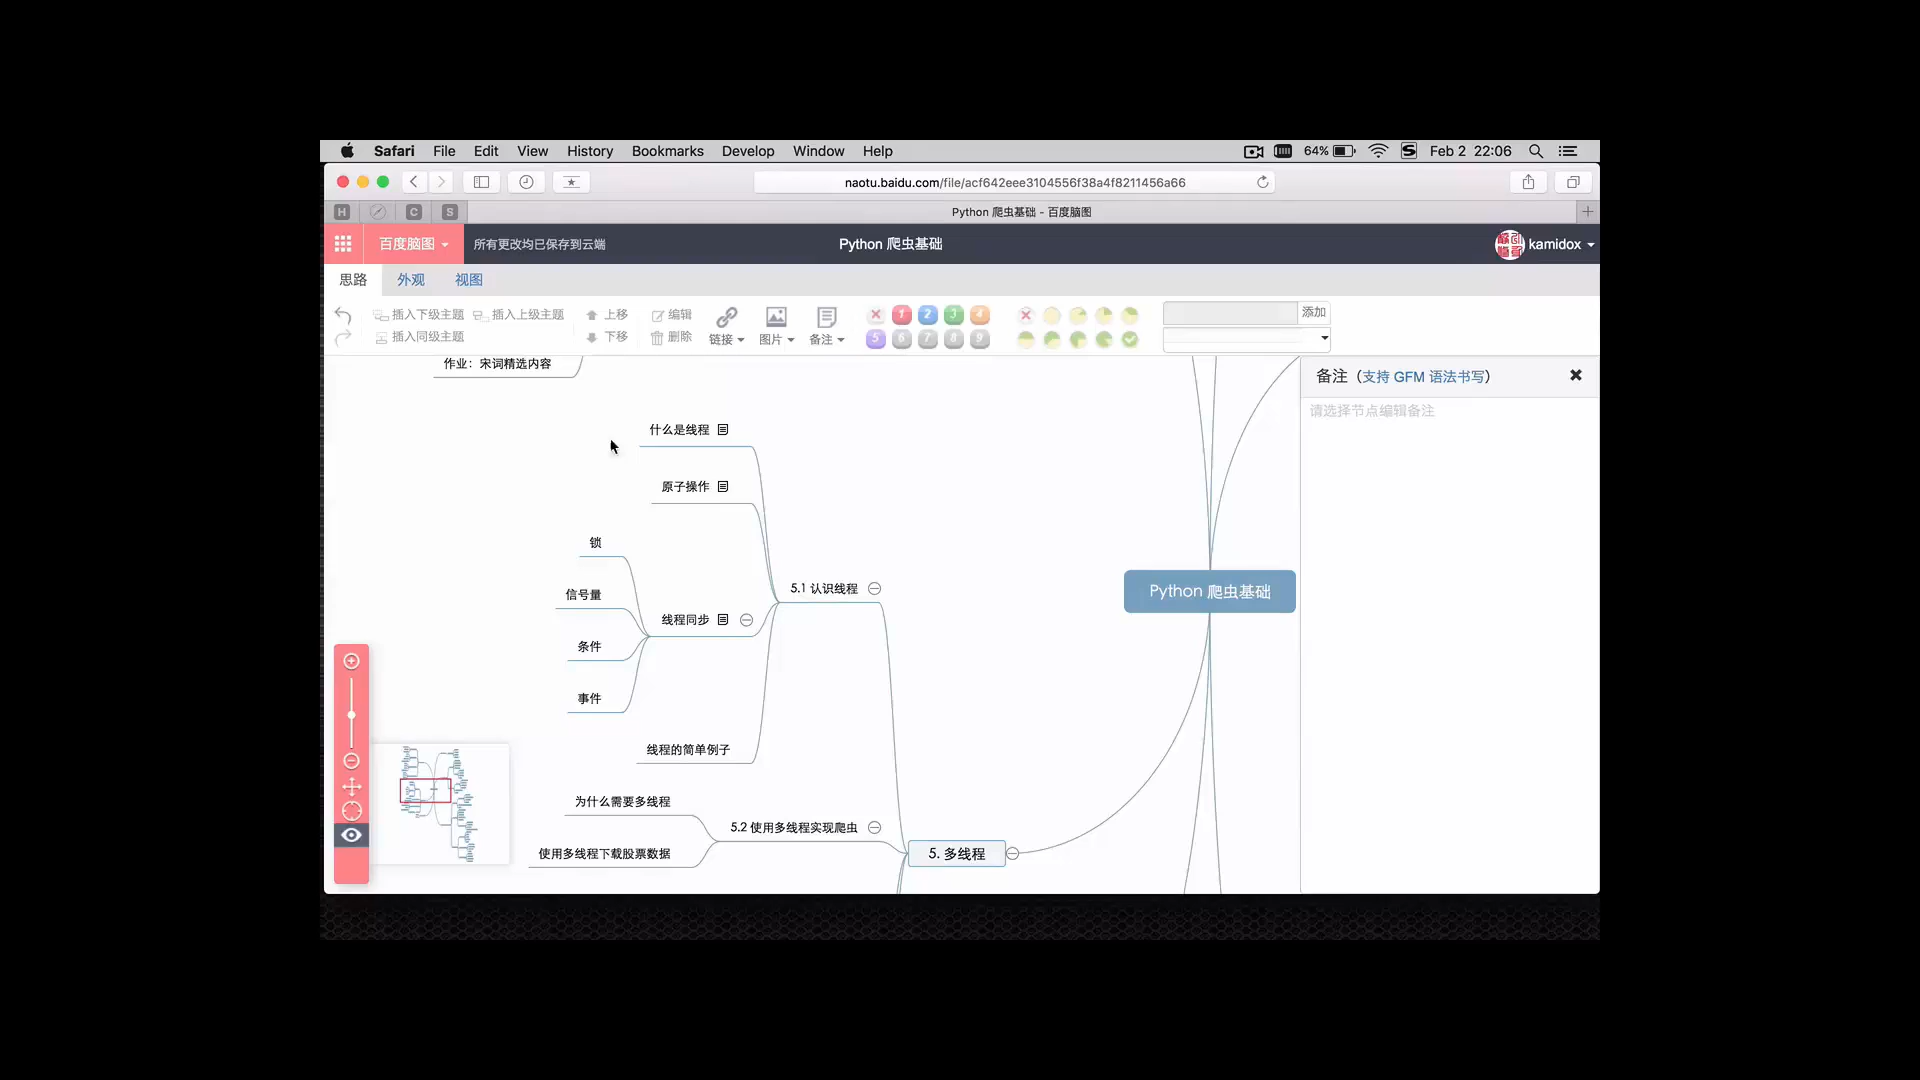 Safari File Edit View History Bookmarks Develop Window Help 64% S Feb 2 22:06
naotu.baidu.com/file/acf642eee3104556f38a4f8211456a66
H C S Python 爬虫基础 - 百度脑图
百度脑图 所有更改均已保存到云端 Python 爬虫基础 kamidox
思路 外观 视图
插入下级主题 插入上级主题 上移 编辑 1 2 3 4 添加
插入同级主题 下移 删除 链接 图片 备注 5 6 7 8 9
作业：宋词精选内容
备注（支持 GFM 语法书写）
请选择节点编辑备注
什么是线程
原子操作
锁
信号量
条件
事件
线程同步
5.1 认识线程
线程的简单例子
Python 爬虫基础
为什么需要多线程
使用多线程下载股票数据
5.2 使用多线程实现爬虫
5. 多线程